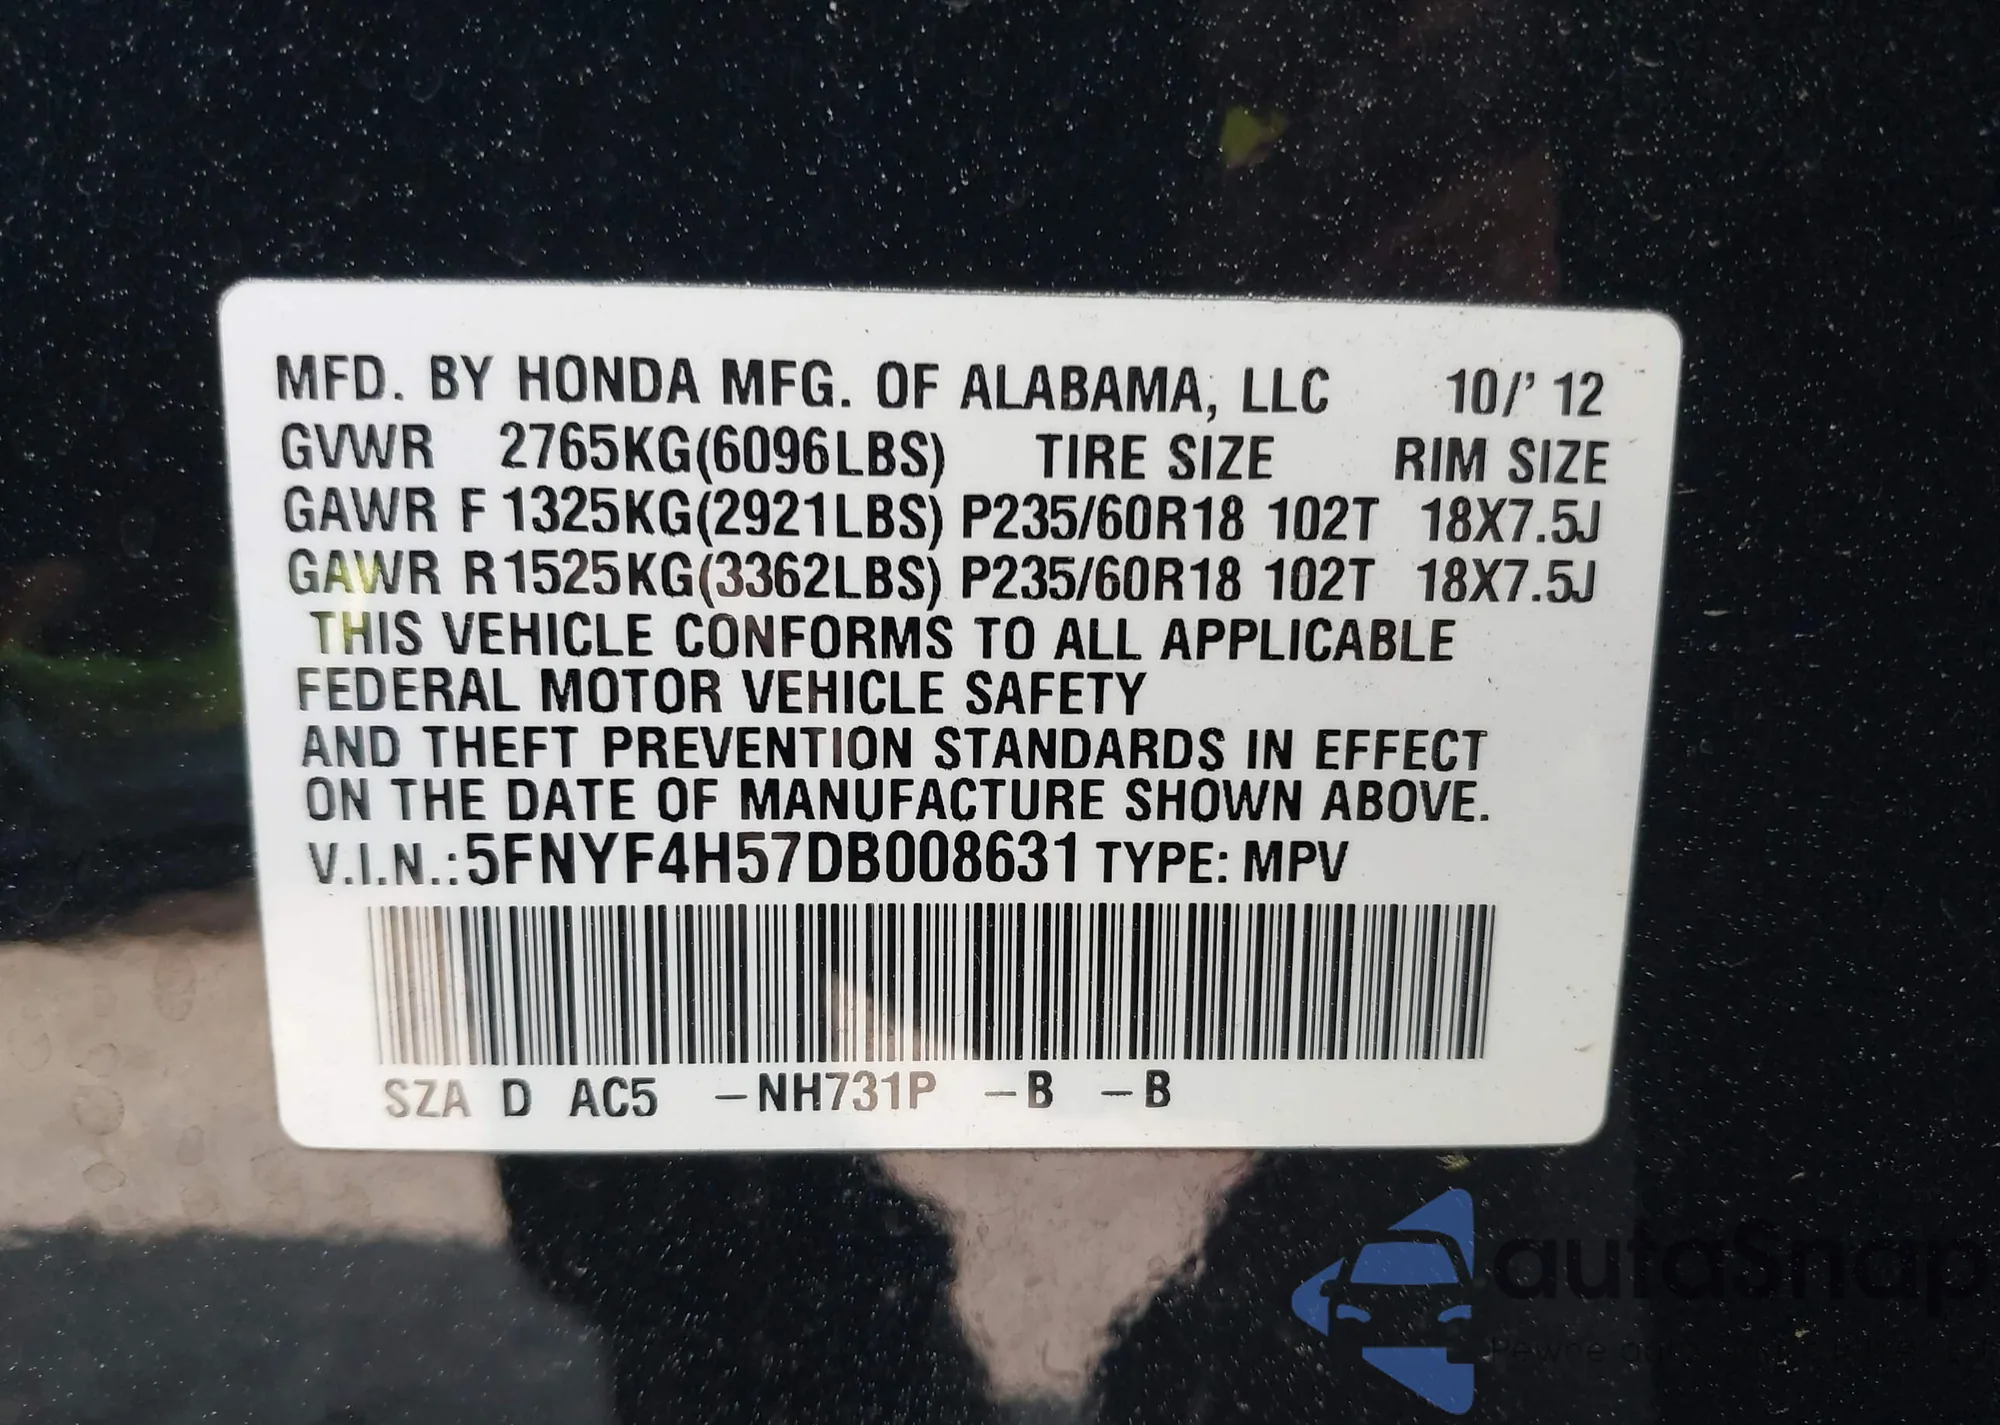 MFD. BY HONDA MFG. OF ALABAMA, LLC 10/' 12
GVWR 2765KG(6096LBS) TIRE SIZE RIM SIZE
GAWR F 1325KG(2921LBS) P235/60R18 102T 18X7.5J
GAWR R1525KG(3362LBS) P235/60R18 102T 18X7.5J
THIS VEHICLE CONFORMS TO ALL APPLICABLE
FEDERAL MOTOR VEHICLE SAFETY
AND THEFT PREVENTION STANDARDS IN EFFECT
ON THE DATE OF MANUFACTURE SHOWN ABOVE.
V.I.N.:5FNYF4H57DB008631 TYPE: MPV
SZA D AC5 -NH731P -B -B
autaSnap
Pewne